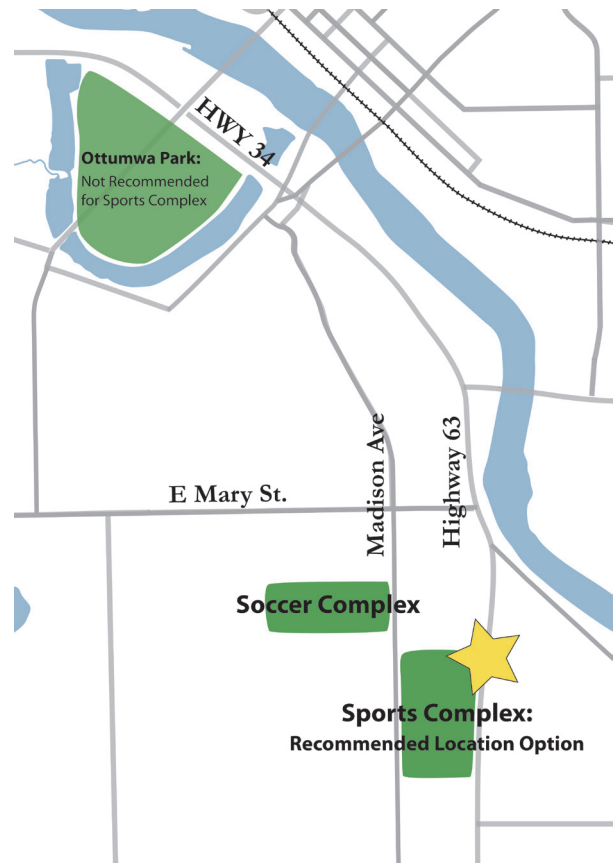 HWY 34
Ottumwa Park:
Not Recommended
for Sports Complex
Madison Ave
Highway 63
E Mary St.
Soccer Complex
Sports Complex:
Recommended Location Option